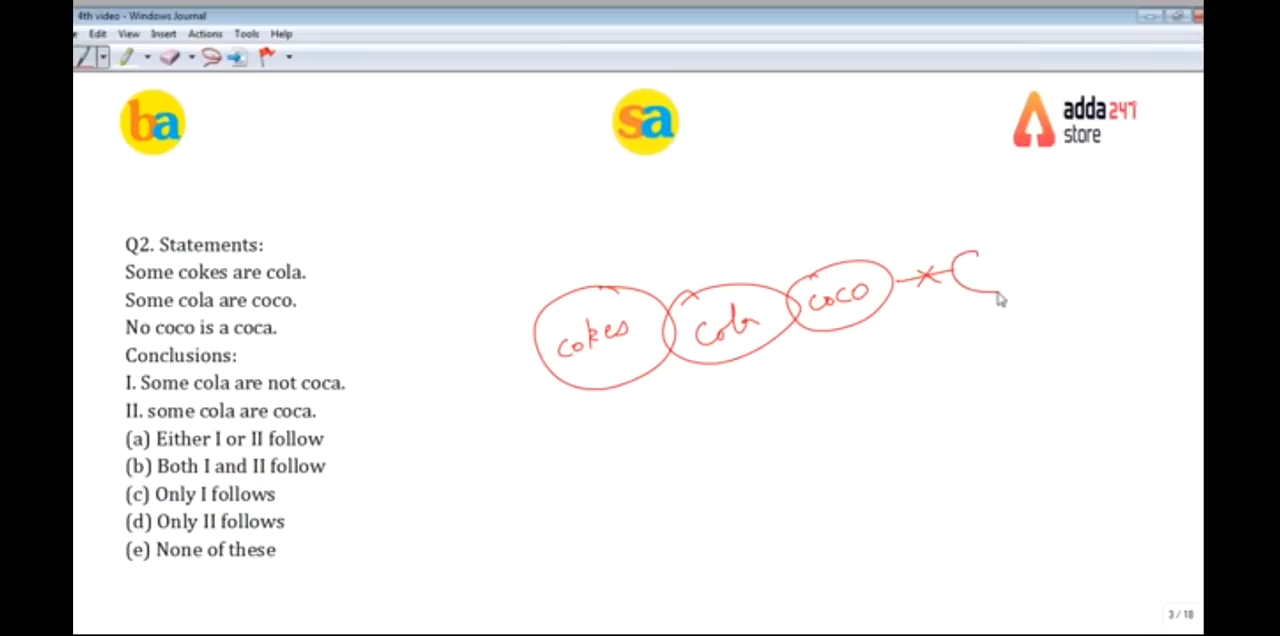 4th video - Windows Journal
Edit View Insert Actions Tools Help
ba
sa
adda247
store
Q2. Statements:
Some cokes are cola.
Some cola are coco.
No coco is a coca.
Conclusions:
I. Some cola are not coca.
II. some cola are coca.
(a) Either I or II follow
(b) Both I and II follow
(c) Only I follows
(d) Only II follows
(e) None of these
cokes cola coco
3 / 18